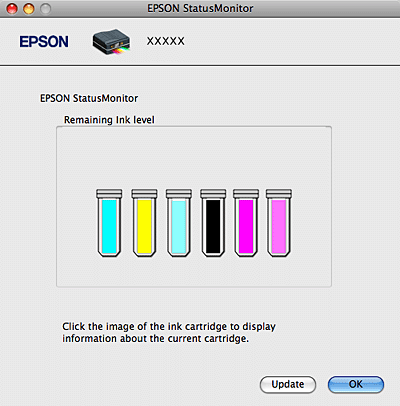 EPSON StatusMonitor
EPSON XXXXX
EPSON StatusMonitor
Remaining Ink level
Click the image of the ink cartridge to display
information about the current cartridge.
Update OK